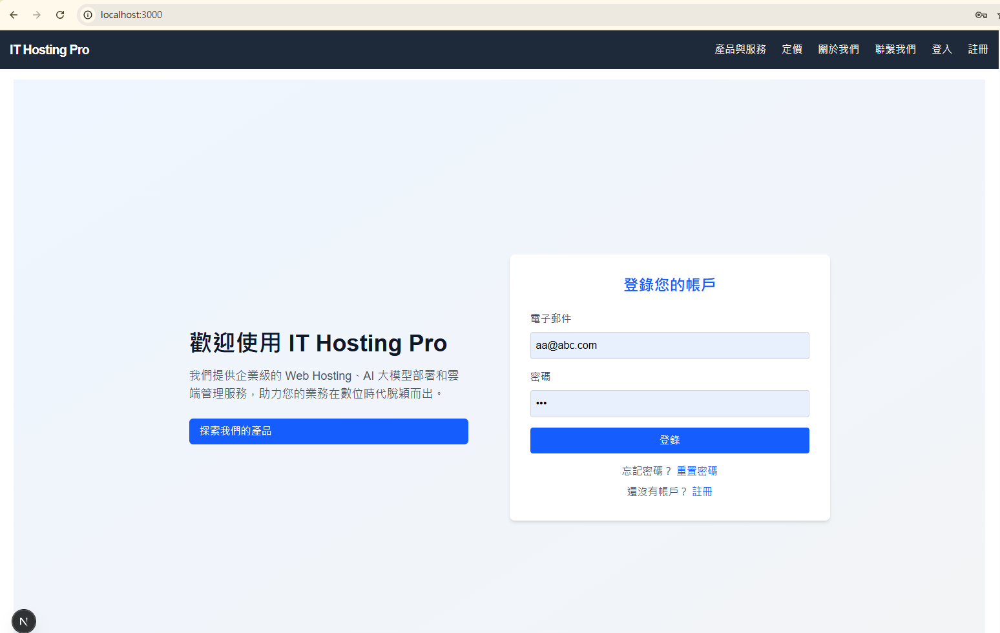 localhost:3000
IT Hosting Pro
產品與服務 定價 關於我們 聯繫我們 登入 註冊
歡迎使用 IT Hosting Pro
我們提供企業級的 Web Hosting、AI 大模型部署和雲
端管理服務，助力您的業務在數位時代脫穎而出。
探索我們的產品
登錄您的帳戶
電子郵件
aa@abc.com
密碼
•••
登錄
忘記密碼？ 重置密碼
還沒有帳戶？ 註冊
N